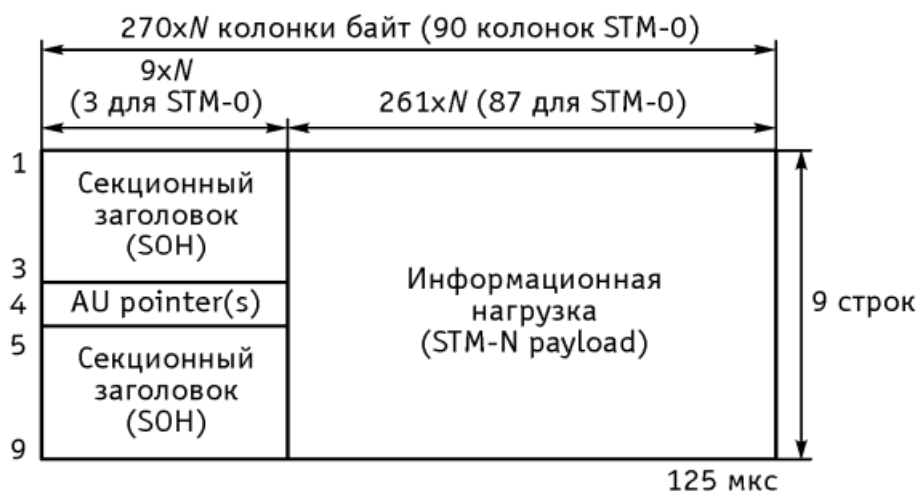 270xN колонки байт (90 колонок STM-0)
9xN
(3 для STM-0)
261xN (87 для STM-0)
1
Секционный
заголовок
(SOH)
3
4
AU pointer(s)
5
Секционный
заголовок
(SOH)
9
Информационная
нагрузка
(STM-N payload)
9 строк
125 мкс